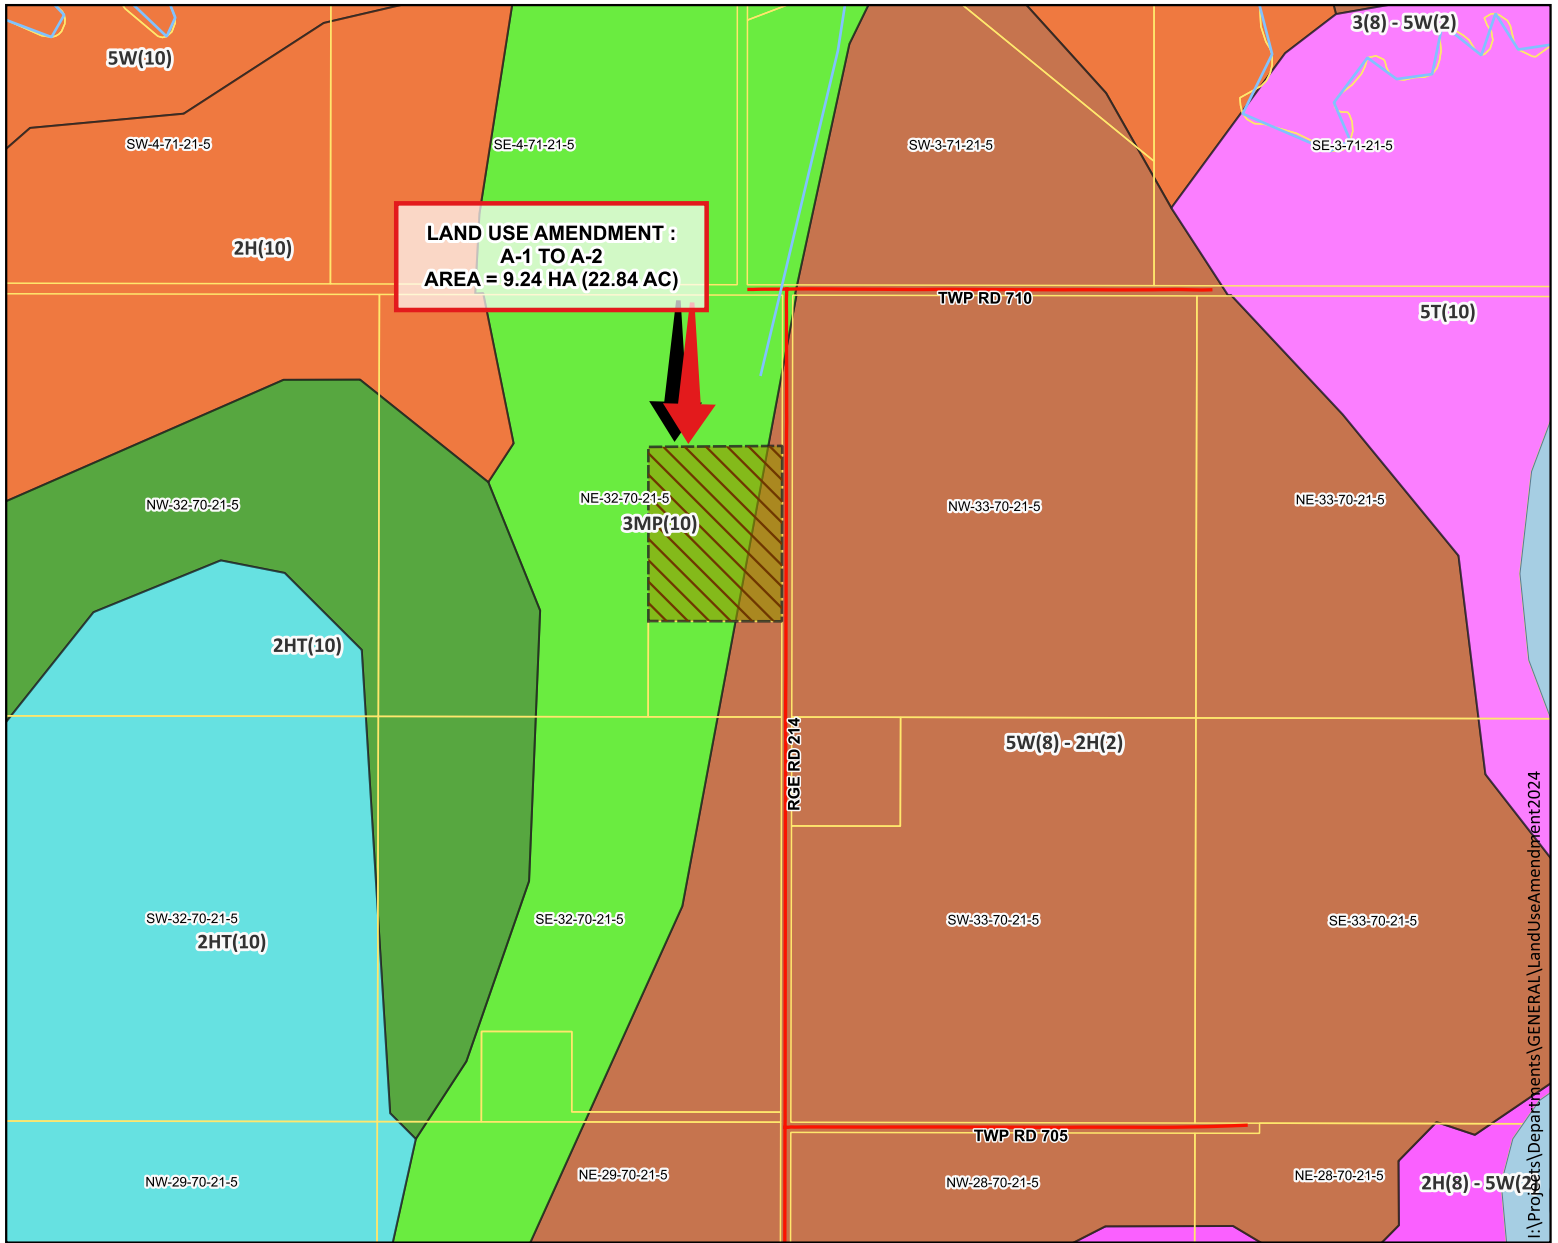 3(8) - 5W(2)
5W(10)
SW-4-71-21-5
SE-4-71-21-5
SW-3-71-21-5
SE-3-71-21-5
LAND USE AMENDMENT :
A-1 TO A-2
AREA = 9.24 HA (22.84 AC)
2H(10)
TWP RD 710
5T(10)
NW-32-70-21-5
NE-32-70-21-5
3MP(10)
NW-33-70-21-5
NE-33-70-21-5
2HT(10)
RGE RD 214
5W(8) - 2H(2)
SW-32-70-21-5
2HT(10)
SE-32-70-21-5
SW-33-70-21-5
SE-33-70-21-5
TWP RD 705
NW-29-70-21-5
NE-29-70-21-5
NW-28-70-21-5
NE-28-70-21-5
2H(8) - 5W(2)
I:\Projects\Departments\GENERAL\LandUseAmendment2024